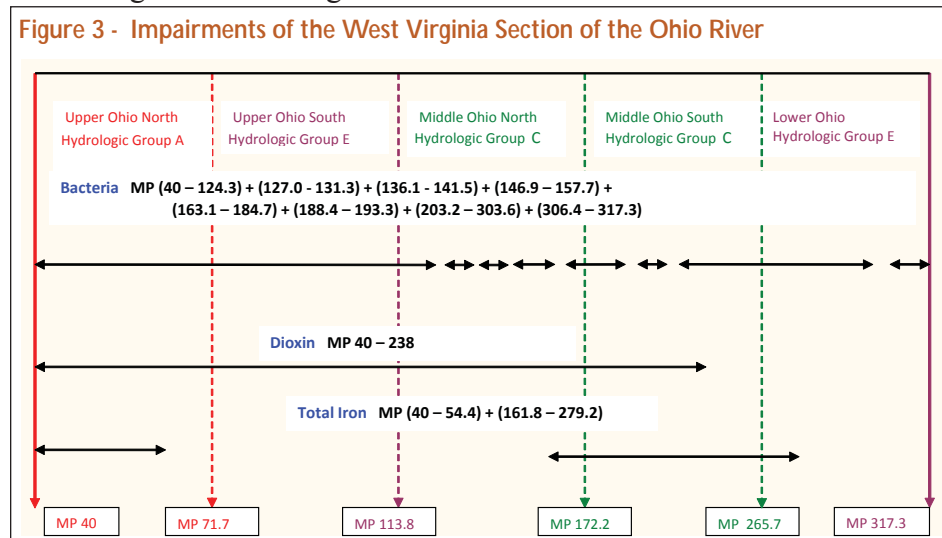 Figure 3 - Impairments of the West Virginia Section of the Ohio River
Upper Ohio North
Hydrologic Group A
Upper Ohio South
Hydrologic Group E
Middle Ohio North
Hydrologic Group C
Middle Ohio South
Hydrologic Group C
Lower Ohio
Hydrologic Group E
Bacteria MP (40 – 124.3) + (127.0 - 131.3) + (136.1 - 141.5) + (146.9 – 157.7) +
(163.1 – 184.7) + (188.4 – 193.3) + (203.2 – 303.6) + (306.4 – 317.3)
Dioxin MP 40 – 238
Total Iron MP (40 – 54.4) + (161.8 – 279.2)
MP 40
MP 71.7
MP 113.8
MP 172.2
MP 265.7
MP 317.3